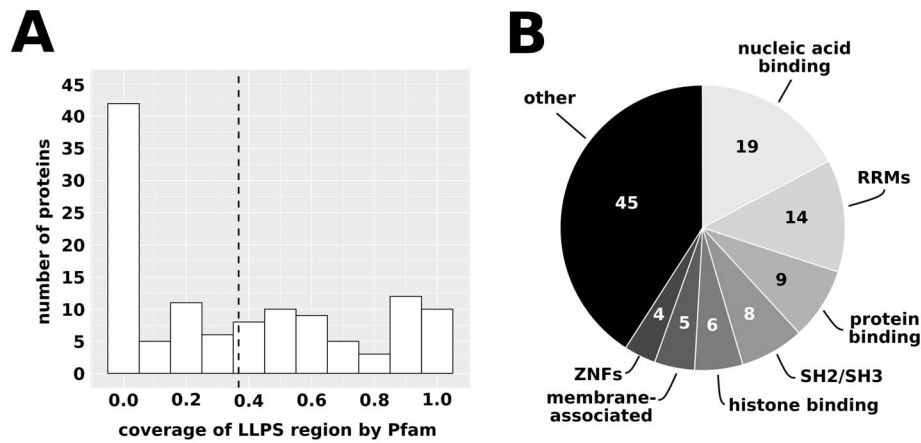 A
number of proteins
45
40
35
30
25
20
15
10
5
0
0.0 0.2 0.4 0.6 0.8 1.0
coverage of LLPS region by Pfam
B
nucleic acid
binding
other
19
RRMs
45
14
9
protein
binding
8
SH2/SH3
6
histone binding
5
membrane-
associated
4
ZNFs